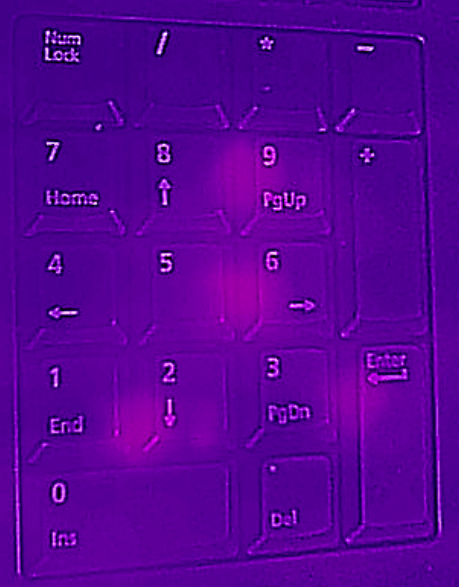 Num / * -
Lock
7 8 9 +
Home ↑ PgUp
4 5 6
← →
1 2 3 Enter
End ↓ PgDn ←
0 .
Ins Del